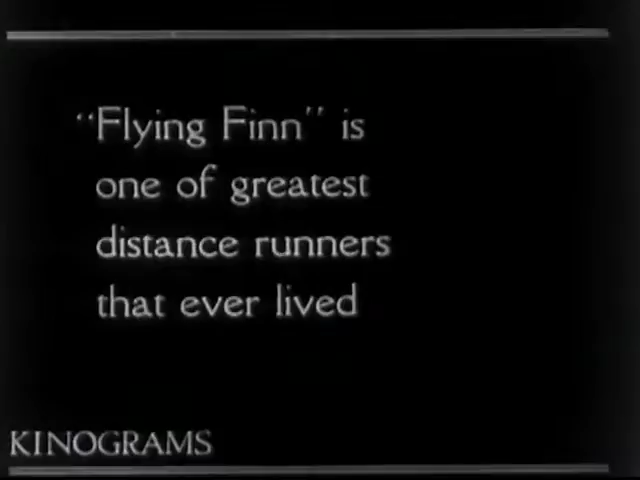 “Flying Finn” is
one of greatest
distance runners
that ever lived
KINOGRAMS